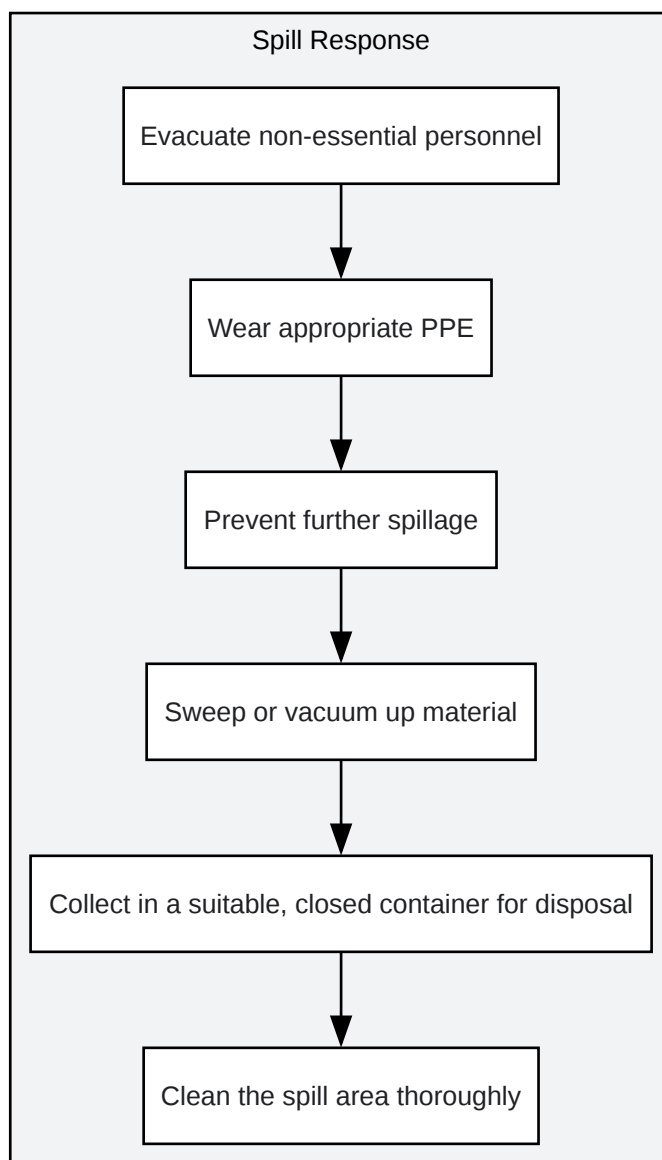 Spill Response
Evacuate non-essential personnel
Wear appropriate PPE
Prevent further spillage
Sweep or vacuum up material
Collect in a suitable, closed container for disposal
Clean the spill area thoroughly